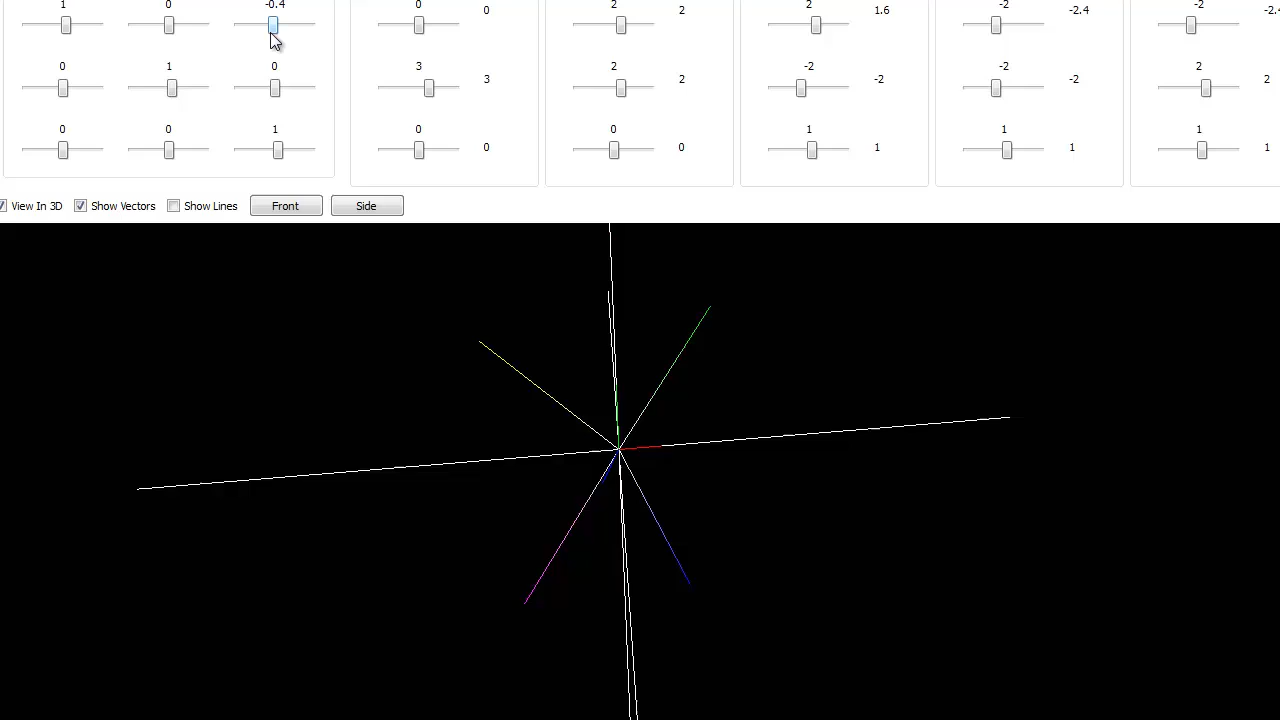 1 0 -0.4 0 0 2 2 2 1.6 -2 -2.4 -2 -2.4
0 1 0 3 3 2 2 -2 -2 -2 -2 2 2
0 0 1 0 0 0 0 1 1 1 1 1 1
View In 3D Show Vectors Show Lines Front Side